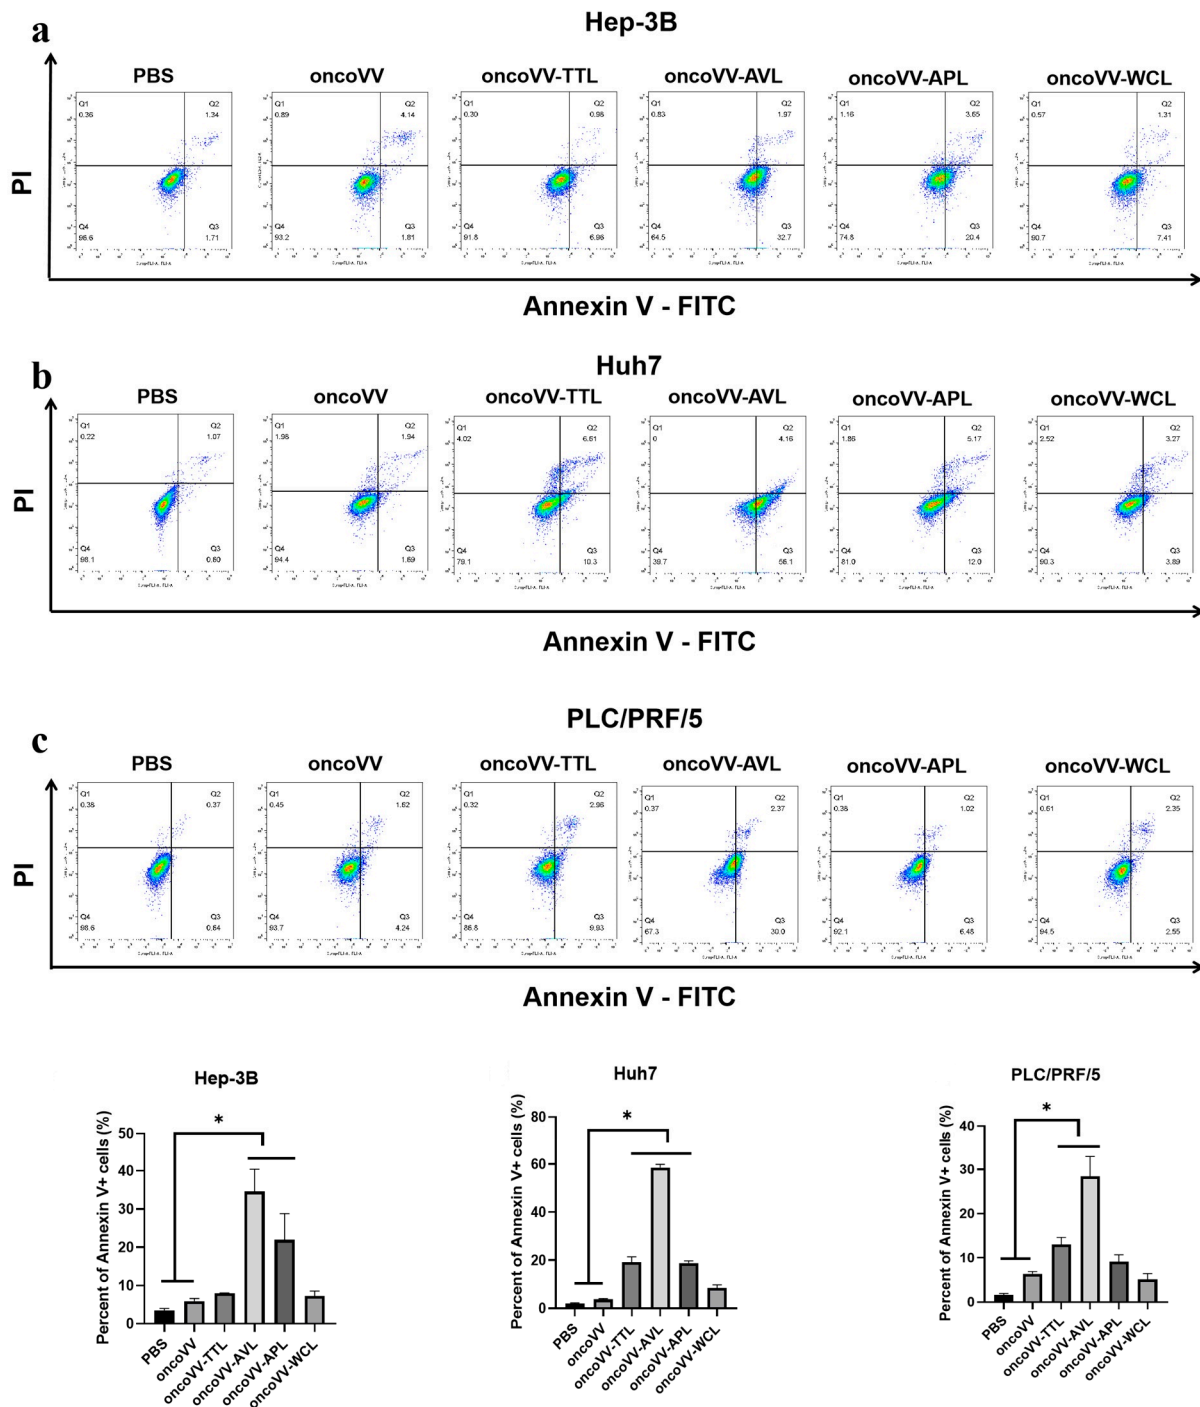 a
Hep-3B
PBS oncoVV oncoVV-TTL oncoVV-AVL oncoVV-APL oncoVV-WCL
Q1 Q2 Q1 Q2 Q1 Q2 Q1 Q2 Q1 Q2 Q1 Q2
0.36 1.34 0.89 4.14 0.30 0.98 0.83 1.97 1.16 3.65 0.57 1.31
PI
Q4 Q3 Q4 Q3 Q4 Q3 Q4 Q3 Q4 Q3 Q4 Q3
96.6 1.71 93.2 1.81 91.8 6.96 64.5 32.7 74.8 20.4 90.7 7.41
Annexin V - FITC
b
Huh7
PBS oncoVV oncoVV-TTL oncoVV-AVL oncoVV-APL oncoVV-WCL
Q1 Q2 Q1 Q2 Q1 Q2 Q1 Q2 Q1 Q2 Q1 Q2
0.22 1.07 1.98 1.94 4.02 6.61 0 4.16 1.86 5.17 2.52 3.27
PI
Q4 Q3 Q4 Q3 Q4 Q3 Q4 Q3 Q4 Q3 Q4 Q3
98.1 0.60 94.4 1.69 79.1 10.3 39.7 56.1 81.0 12.0 90.3 3.89
Annexin V - FITC
c
PLC/PRF/5
PBS oncoVV oncoVV-TTL oncoVV-AVL oncoVV-APL oncoVV-WCL
Q1 Q2 Q1 Q2 Q1 Q2 Q1 Q2 Q1 Q2 Q1 Q2
0.38 0.37 0.45 1.62 0.32 2.96 0.37 2.37 0.38 1.02 0.61 2.35
PI
Q4 Q3 Q4 Q3 Q4 Q3 Q4 Q3 Q4 Q3 Q4 Q3
98.6 0.64 93.7 4.24 86.8 9.93 67.3 30.0 92.1 6.48 94.5 2.55
Annexin V - FITC
Hep-3B
Percent of Annexin V+ cells (%)
50
40
30
20
10
0
*
PBS
oncoVV
oncoVV-TTL
oncoVV-AVL
oncoVV-APL
oncoVV-WCL
Huh7
Percent of Annexin V+ cells (%)
80
60
40
20
0
*
PBS
oncoVV
oncoVV-TTL
oncoVV-AVL
oncoVV-APL
oncoVV-WCL
PLC/PRF/5
Percent of Annexin V+ cells (%)
40
30
20
10
0
*
PBS
oncoVV
oncoVV-TTL
oncoVV-AVL
oncoVV-APL
oncoVV-WCL